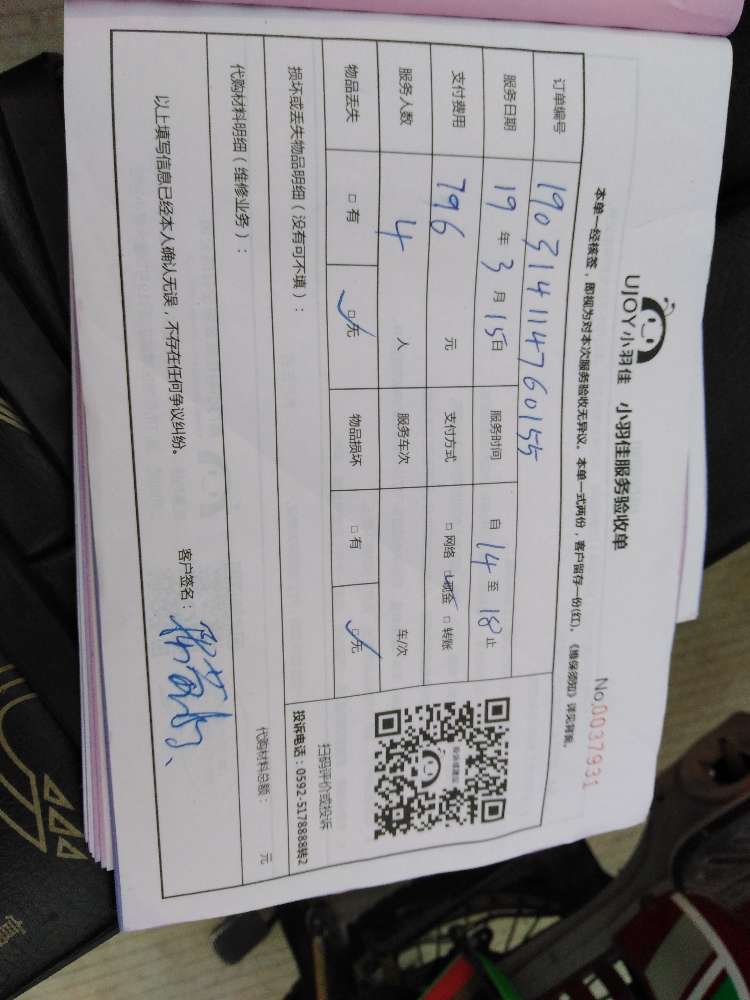 UJOY小羽佳 小羽佳服务验收单
No.0037931
本单一经核签，即视为对本次服务验收无异议。本单一式两份，客户留存一份(红)。《维保须知》详见背面。
订单编号 190314114760155
服务日期 19 年 3 月 15 日 服务时间 自 14 至 18 止
支付费用 796 元 支付方式 □ 网络 □ 现金 □ 转账
服务人数 4 人 服务车次 车/次
物品丢失 □ 有 □ 无 物品损坏 □ 有 □ 无
扫码评价或投诉
投诉电话：0592-5178888转2
损坏或丢失物品明细（没有可不填）：
代购材料明细（维修业务）：
代购材料总额： 元
以上填写信息已经本人确认无误，不存在任何争议纠纷。
客户签名：